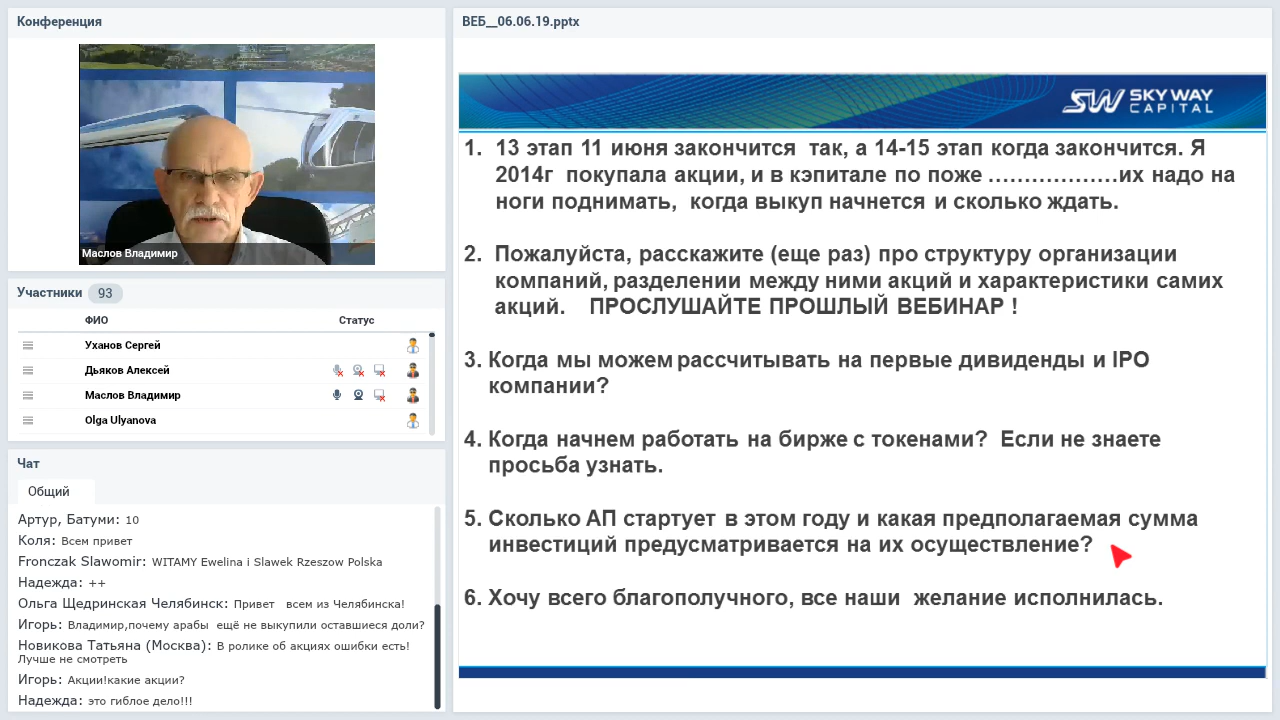 Конференция
Маслов Владимир
Участники 93
ФИО Статус
Уханов Сергей
Дьяков Алексей
Маслов Владимир
Olga Ulyanova
Чат
Общий
Артур, Батуми: 10
Коля: Всем привет
Fronczak Slawomir: WITAMY Ewelina i Slawek Rzeszow Polska
Надежда: ++
Ольга Щедринская Челябинск: Привет всем из Челябинска!
Игорь: Владимир,почему арабы ещё не выкупили оставшиеся доли?
Новикова Татьяна (Москва): В ролике об акциях ошибки есть!
Лучше не смотреть
Игорь: Акции!какие акции?
Надежда: это гиблое дело!!!
ВЕБ__06.06.19.pptx
SW SKY WAY
CAPITAL
1. 13 этап 11 июня закончится так, а 14-15 этап когда закончится. Я
2014г покупала акции, и в кэпитале по поже ………………их надо на
ноги поднимать, когда выкуп начнется и сколько ждать.
2. Пожалуйста, расскажите (еще раз) про структуру организации
компаний, разделении между ними акций и характеристики самих
акций. ПРОСЛУШАЙТЕ ПРОШЛЫЙ ВЕБИНАР !
3. Когда мы можем рассчитывать на первые дивиденды и IPO
компании?
4. Когда начнем работать на бирже с токенами? Если не знаете
просьба узнать.
5. Сколько АП стартует в этом году и какая предполагаемая сумма
инвестиций предусматривается на их осуществление?
6. Хочу всего благополучного, все наши желание исполнилась.